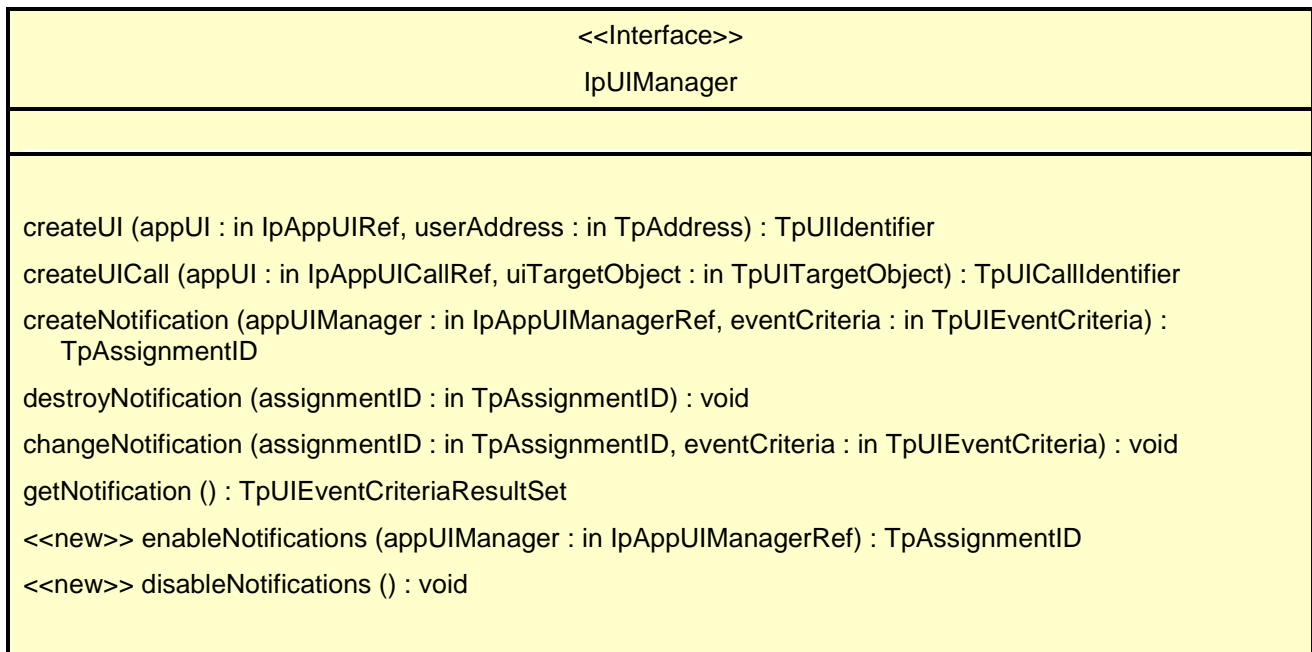 <<Interface>>
IpUIManager
createUI (appUI : in IpAppUIRef, userAddress : in TpAddress) : TpUIIdentifier
createUICall (appUI : in IpAppUICallRef, uiTargetObject : in TpUITargetObject) : TpUICallIdentifier
createNotification (appUIManager : in IpAppUIManagerRef, eventCriteria : in TpUIEventCriteria) :
TpAssignmentID
destroyNotification (assignmentID : in TpAssignmentID) : void
changeNotification (assignmentID : in TpAssignmentID, eventCriteria : in TpUIEventCriteria) : void
getNotification () : TpUIEventCriteriaResultSet
<<new>> enableNotifications (appUIManager : in IpAppUIManagerRef) : TpAssignmentID
<<new>> disableNotifications () : void